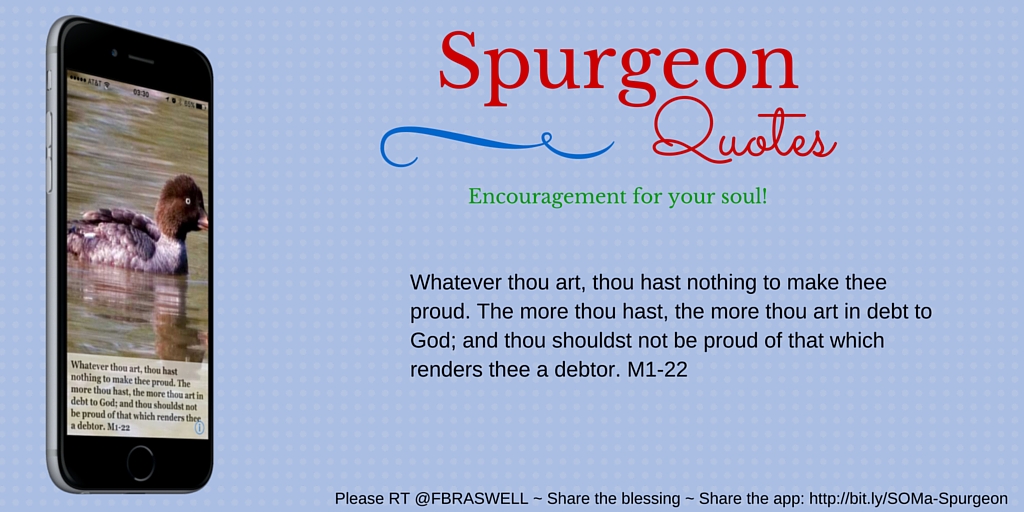 AT&T 03:30 65%
Whatever thou art, thou hast
nothing to make thee proud. The
more thou hast, the more thou art in
debt to God; and thou shouldst not
be proud of that which renders thee
a debtor. M1-22
Spurgeon
Quotes
Encouragement for your soul!
Whatever thou art, thou hast nothing to make thee
proud. The more thou hast, the more thou art in debt to
God; and thou shouldst not be proud of that which
renders thee a debtor. M1-22
Please RT @FBRASWELL ~ Share the blessing ~ Share the app: http://bit.ly/SOMa-Spurgeon